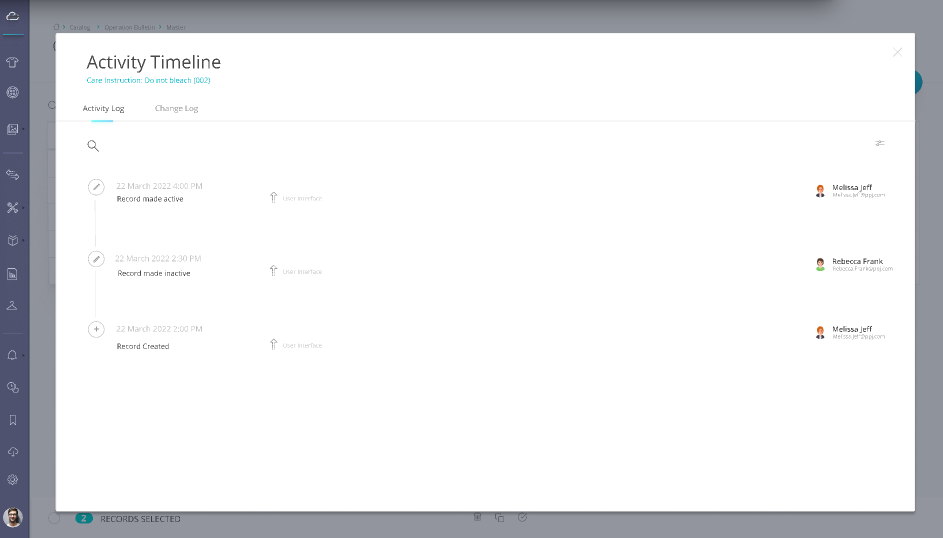 Catalog > Operation Bulletin > Master
Activity Timeline
Care Instruction: Do not bleach (002)
Activity Log
Change Log
22 March 2022 4:00 PM
Record made active
User Interface
Melissa Jeff
Melissa.Jeff@ppj.com
22 March 2022 2:30 PM
Record made inactive
User Interface
Rebecca Frank
Rebecca.Frank@ppj.com
22 March 2022 2:00 PM
Record Created
User Interface
Melissa Jeff
Melissa.Jeff@ppj.com
2 RECORDS SELECTED